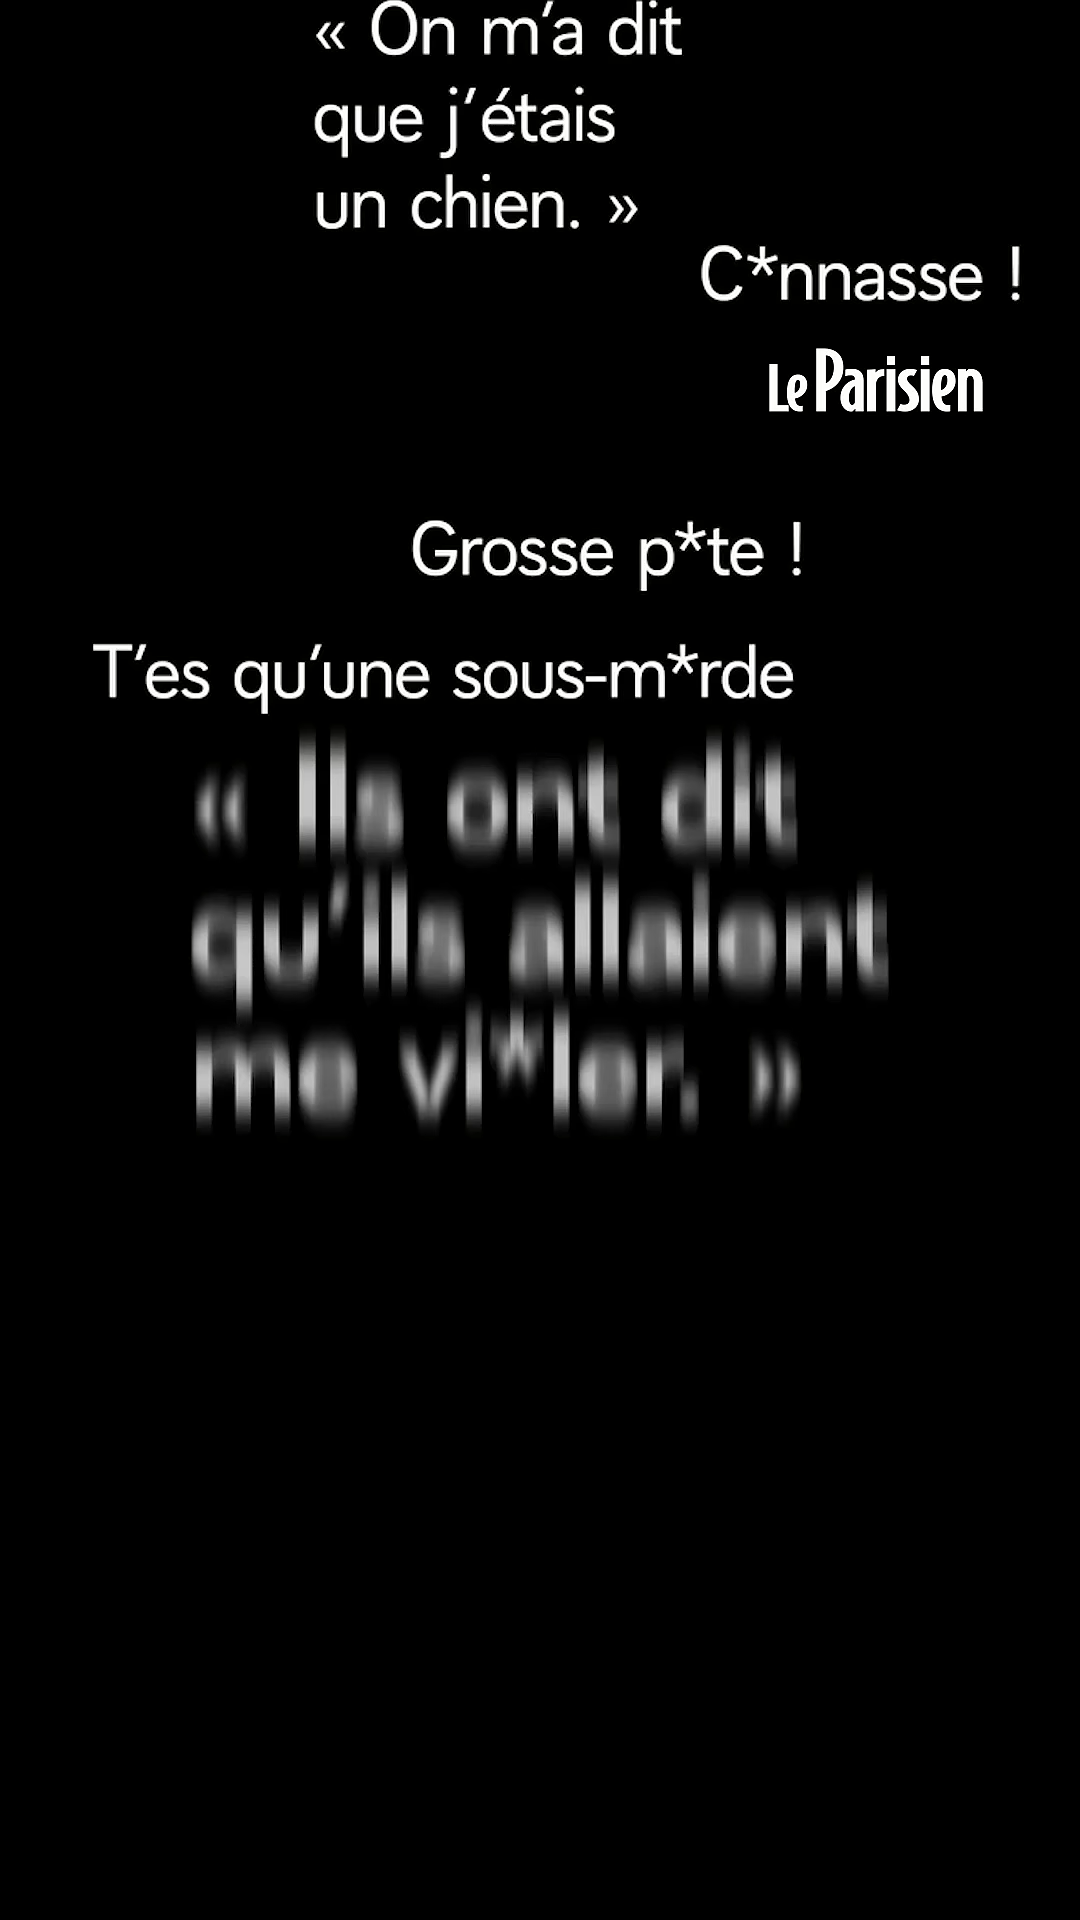 « On m’a dit
que j’étais
un chien. »
C*nnasse !
Le Parisien
Grosse p*te !
T’es qu’une sous-m*rde
« Ils ont dit
qu’ils allaient
me vi*ler. »